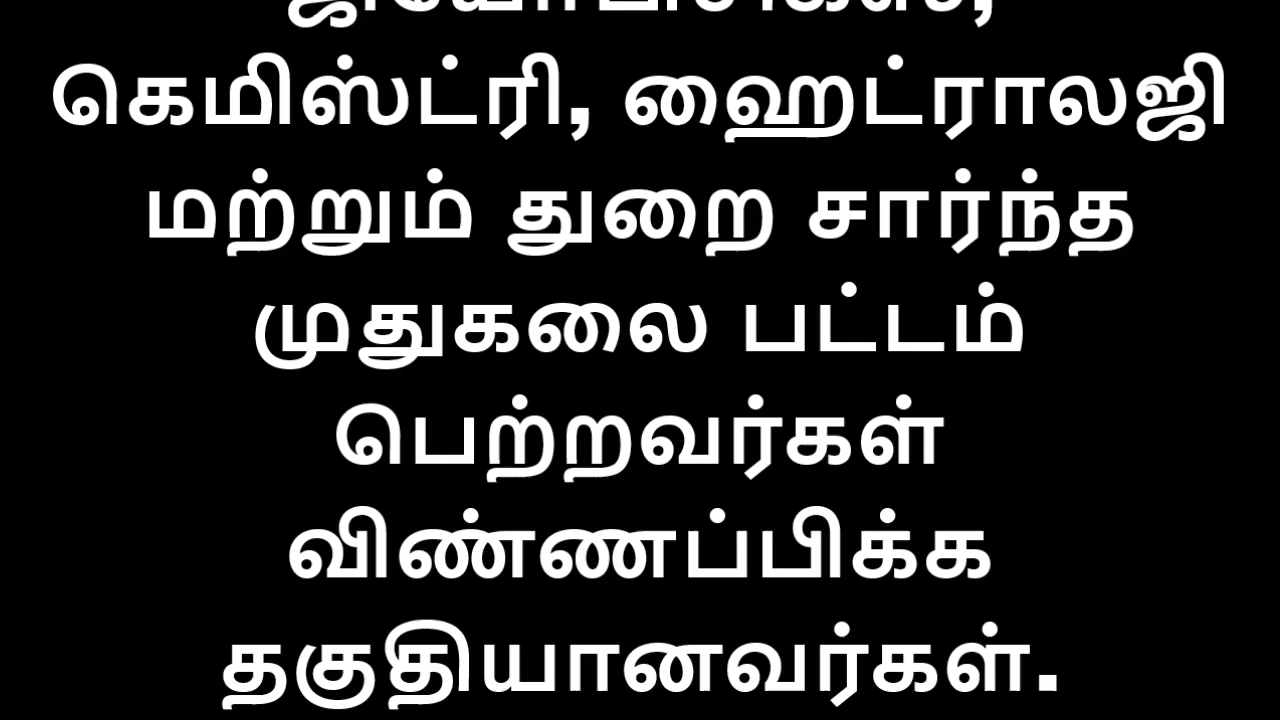 ஜியோபிசிக்ஸ்,
கெமிஸ்ட்ரி, ஹைட்ராலஜி
மற்றும் துறை சார்ந்த
முதுகலை பட்டம்
பெற்றவர்கள்
விண்ணப்பிக்க
தகுதியானவர்கள்.